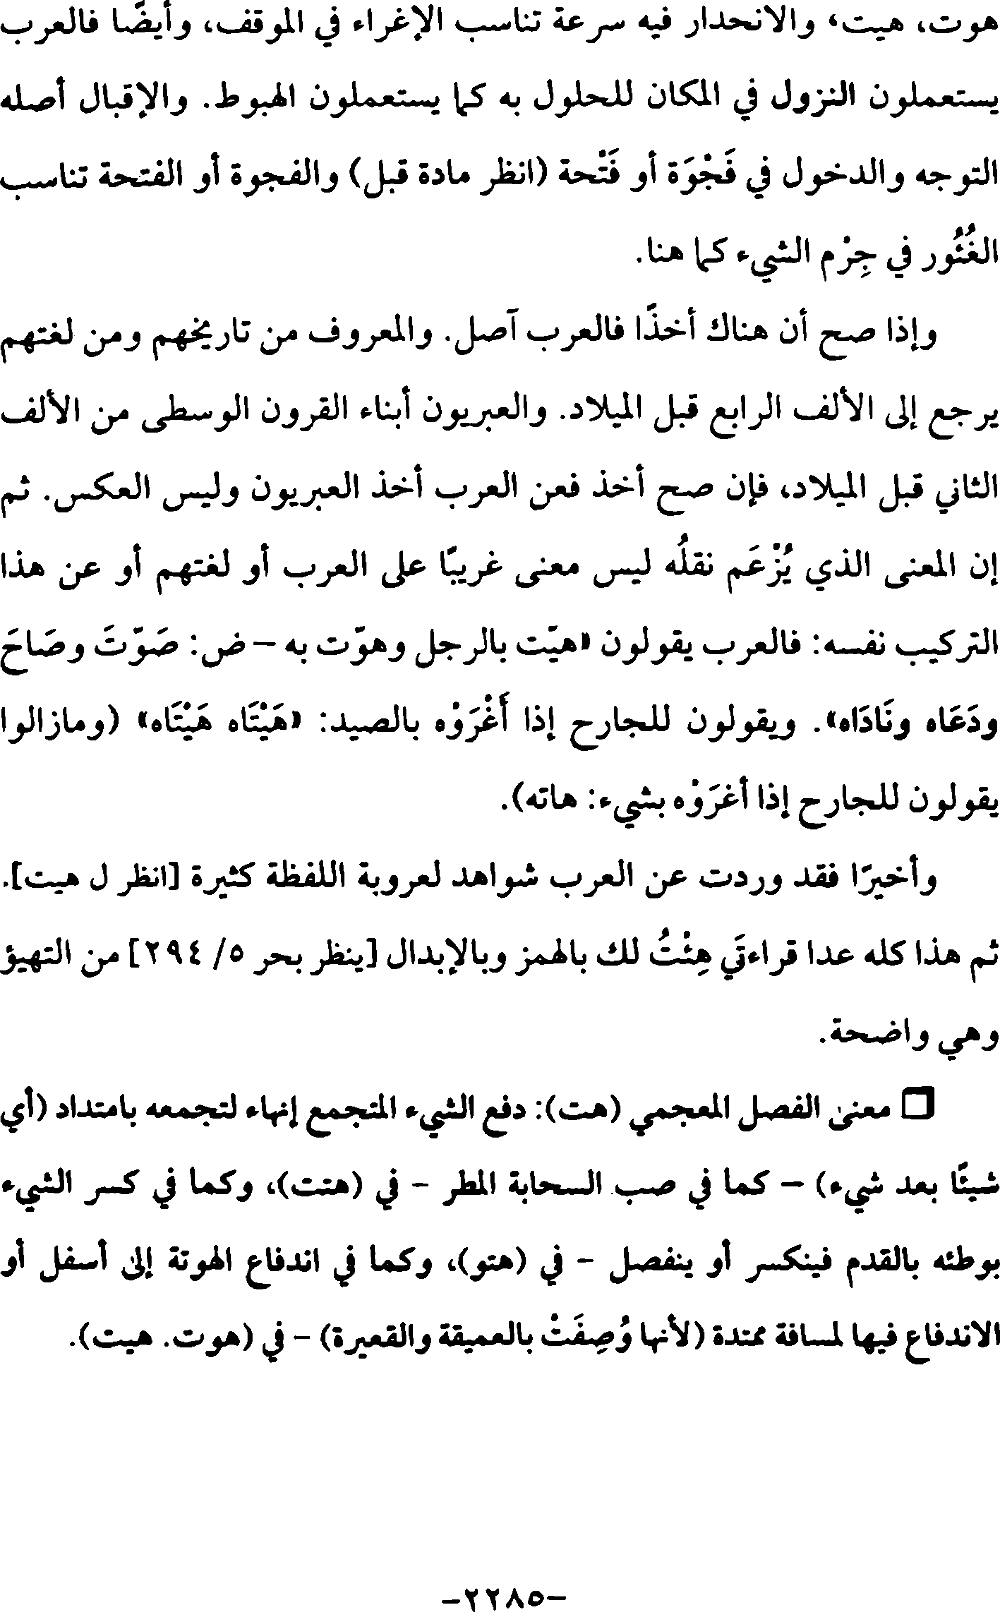 هوت، هيت، والانحدار فيه سرعة تناسب الإغراء في الموقف، وأيضًا فالعرب
يستعملون النزول في المكان للحلول به كما يستعملون الهبوط. والإقبال أصله
التوجه والدخول في فَجْوَة أو فَتْحة (انظر مادة قبل) والفجوة أو الفتحة تناسب
الغُئُور في جِرْم الشيء كما هنا.
وإذا صح أن هناك أخذًا فالعرب آصل. والمعروف من تاريخهم ومن لغتهم
يرجع إلى الألف الرابع قبل الميلاد. والعبريون أبناء القرون الوسطى من الألف
الثاني قبل الميلاد، فإن صح أخذ فعن العرب أخذ العبريون وليس العكس. ثم
إن المعنى الذي يُزْعَم نقلُه ليس معنى غريبًا على العرب أو لغتهم أو عن هذا
التركيب نفسه: فالعرب يقولون «هيّت بالرجل وهوّت به – ض: صَوّتَ وصَاحَ
ودَعَاه ونَادَاه». ويقولون للجارح إذا أَغْرَوْه بالصيد: «هَيْتَاه هَيْتَاه» (ومازالوا
يقولون للجارح إذا أغرَوْه بشيء: هاته).
وأخيرًا فقد وردت عن العرب شواهد لعروبة اللفظة كثيرة [انظر ل هيت].
ثم هذا كله عدا قراءتَي هِئْتُ لك بالهمز وبالإبدال [ينظر بحر ٥/ ٢٩٤] من التهيؤ
وهي واضحة.
□ معنى الفصل المعجمي (هت): دفع الشيء المتجمع إنهاء لتجمعه بامتداد (أي
شيئًا بعد شيء) – كما في صب السحابة المطر – في (هتت)، وكما في كسر الشيء
بوطئه بالقدم فينكسر أو ينفصل – في (هتو)، وكما في اندفاع الهوتة إلى أسفل أو
الاندفاع فيها لمسافة ممتدة (لأنها وُصِفَتْ بالعميقة والقعيرة) – في (هوت. هيت).
-٢٢٨٥-